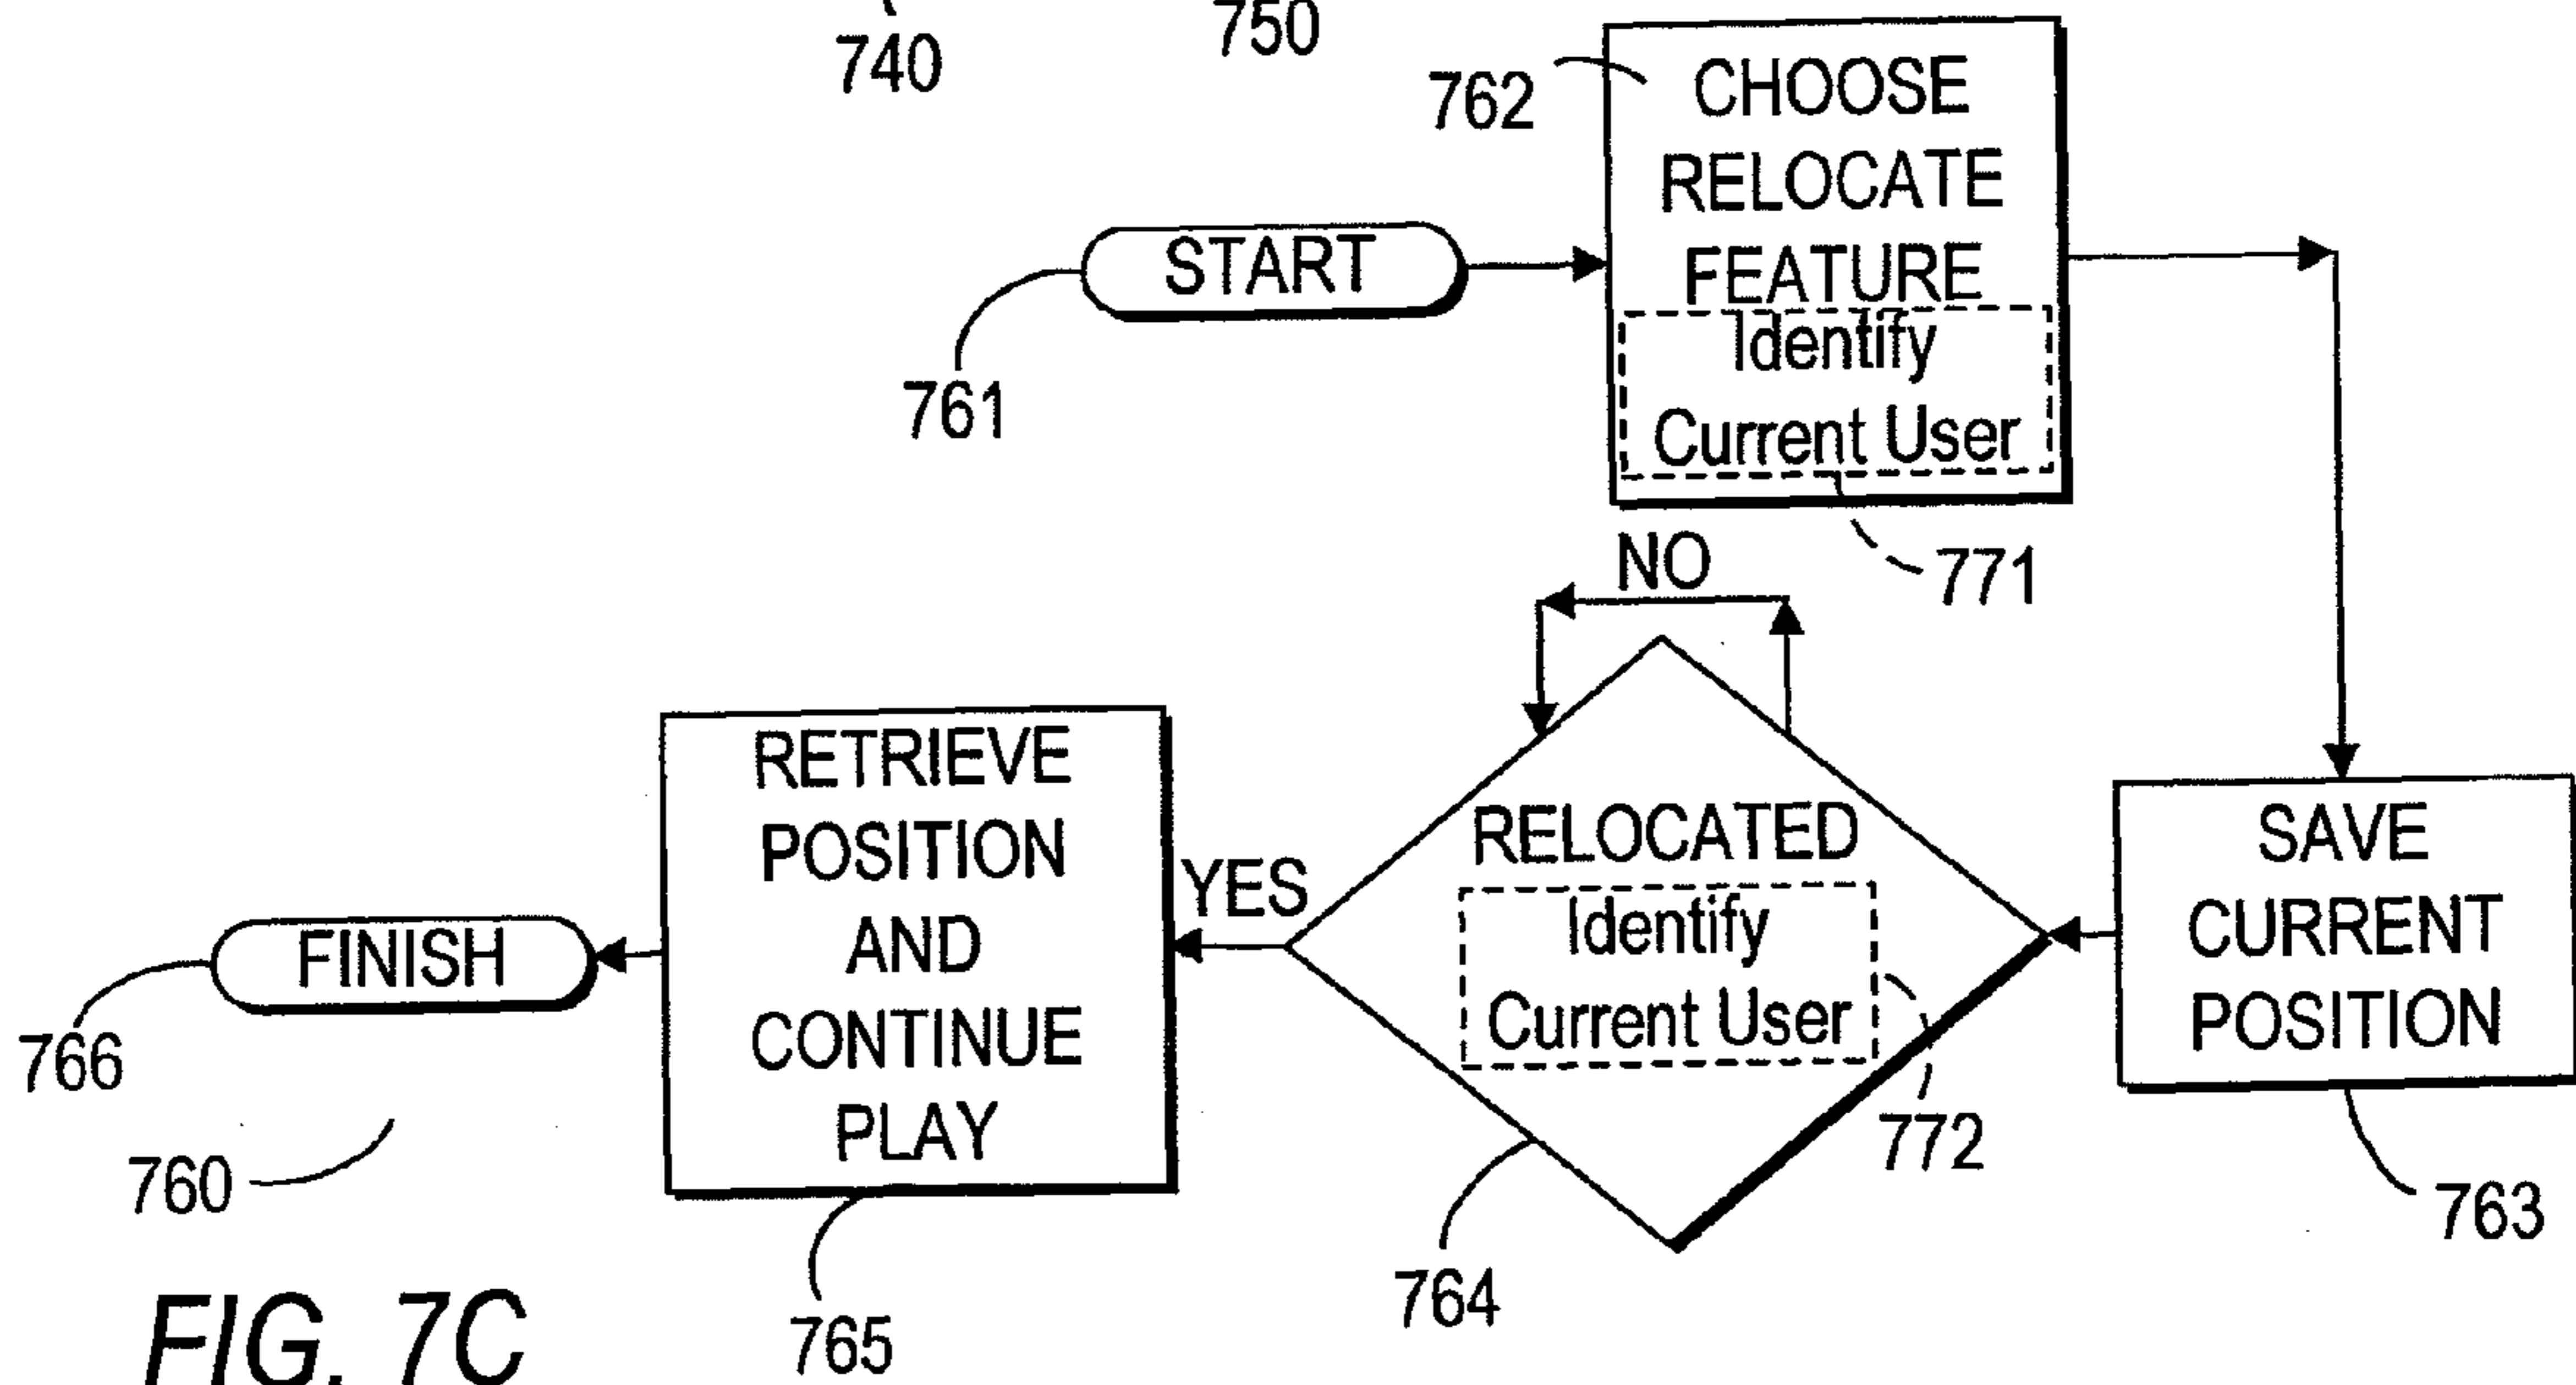 740
750
762
CHOOSE
RELOCATE
FEATURE
Identify
Current User
START
761
771
NO
RETRIEVE
POSITION
AND
CONTINUE
PLAY
YES
RELOCATED
Identify
Current User
SAVE
CURRENT
POSITION
FINISH
766
760
772
763
764
765
FIG. 7C